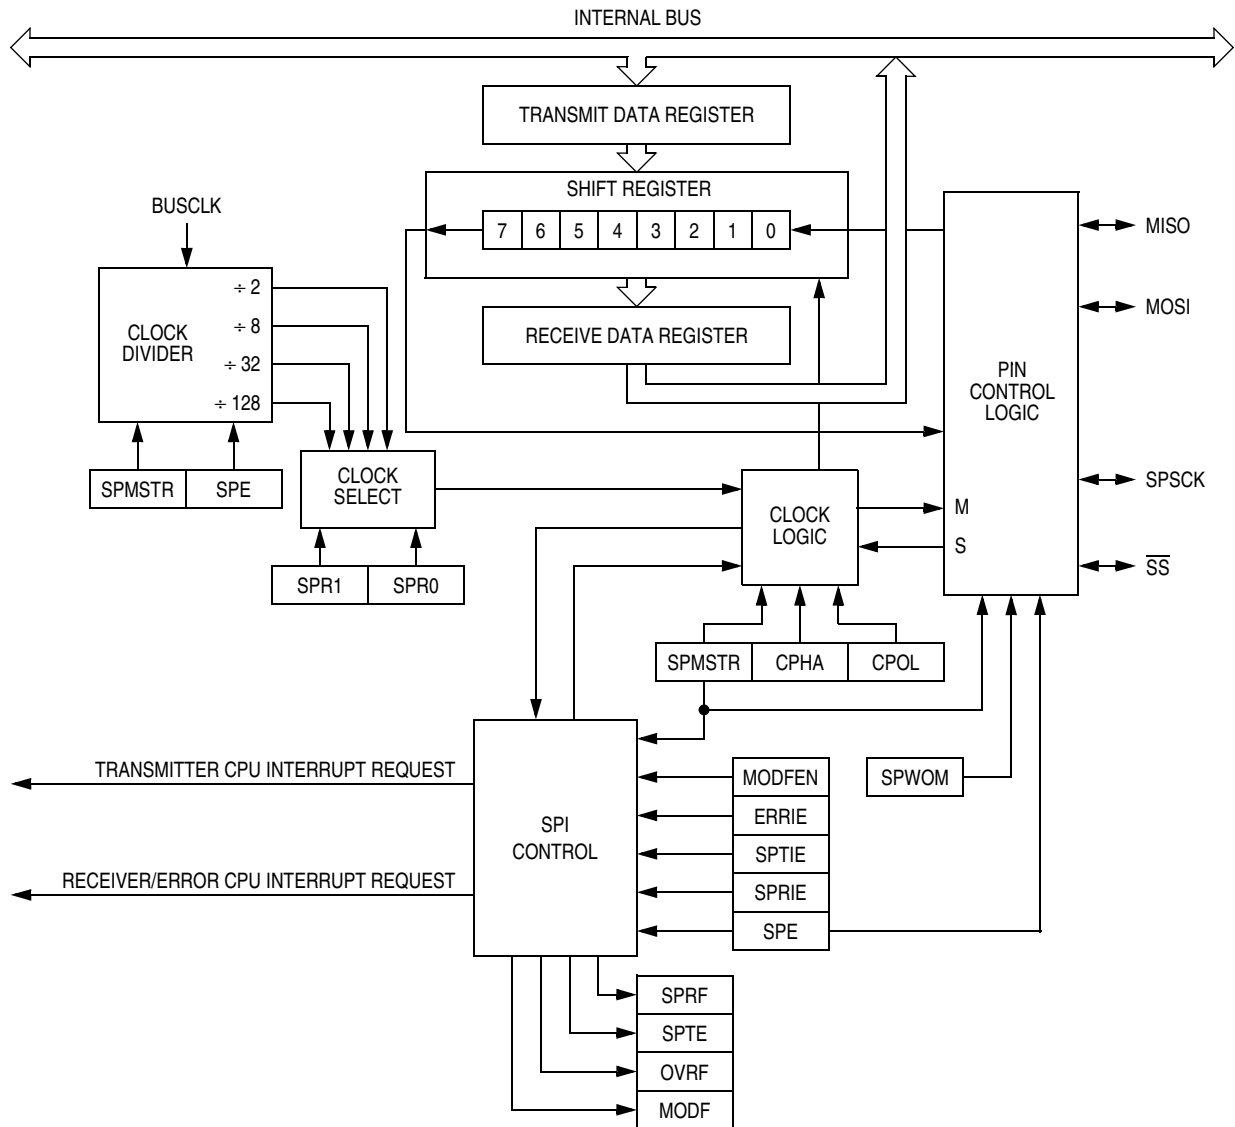 INTERNAL BUS
TRANSMIT DATA REGISTER
SHIFT REGISTER
7 6 5 4 3 2 1 0
RECEIVE DATA REGISTER
BUSCLK
CLOCK
DIVIDER
÷ 2
÷ 8
÷ 32
÷ 128
SPMSTR SPE
CLOCK
SELECT
SPR1 SPR0
CLOCK
LOGIC
SPMSTR CPHA CPOL
PIN
CONTROL
LOGIC
M
S
MISO
MOSI
SPSCK
SS
TRANSMITTER CPU INTERRUPT REQUEST
RECEIVER/ERROR CPU INTERRUPT REQUEST
SPI
CONTROL
MODFEN
ERRIE
SPTIE
SPRIE
SPE
SPWOM
SPRF
SPTE
OVRF
MODF